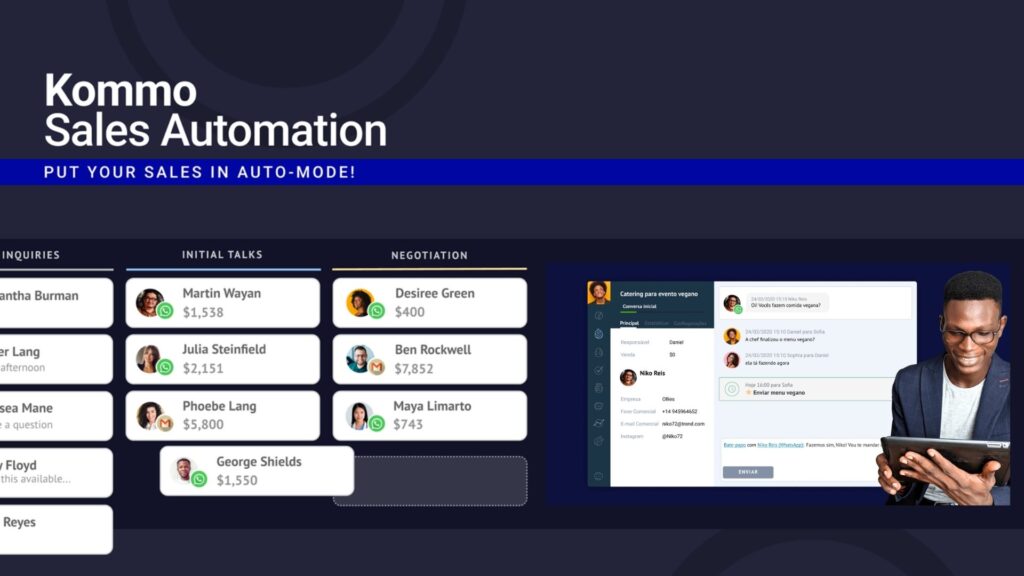 Kommo
Sales Automation
PUT YOUR SALES IN AUTO-MODE!
INQUIRIES
antha Burman
er Lang
afternoon
sea Mane
e a question
y Floyd
this available...
Reyes
INITIAL TALKS
Martin Wayan
$1,538
Julia Steinfield
$2,151
Phoebe Lang
$5,800
George Shields
$1,550
NEGOTIATION
Desiree Green
$400
Ben Rockwell
$7,852
Maya Limarto
$743
Catering para evento vegano
Conversa inicial
Principal
Responsável Daniel
Venda $0
Niko Reis
Empresa Ollies
Fone Comercial +14 945964652
E-mail Comercial niko72@trend.com
Instagram @Niko72
24/02/2020 15:10 Niko Reis
Oi! Vocês fazem comida vegana?
24/02/2020 15:10 Daniel para Sofia
A chef finalizou o menu vegano?
24/02/2020 15:10 Sophia para Daniel
ela tá fazendo agora
Hoje 16:00 para Sofia
Enviar menu vegano
Bate-papo com Niko Riro (WhatsApp): Fazemos sim, Niko! Vou te mandar
ENVIAR